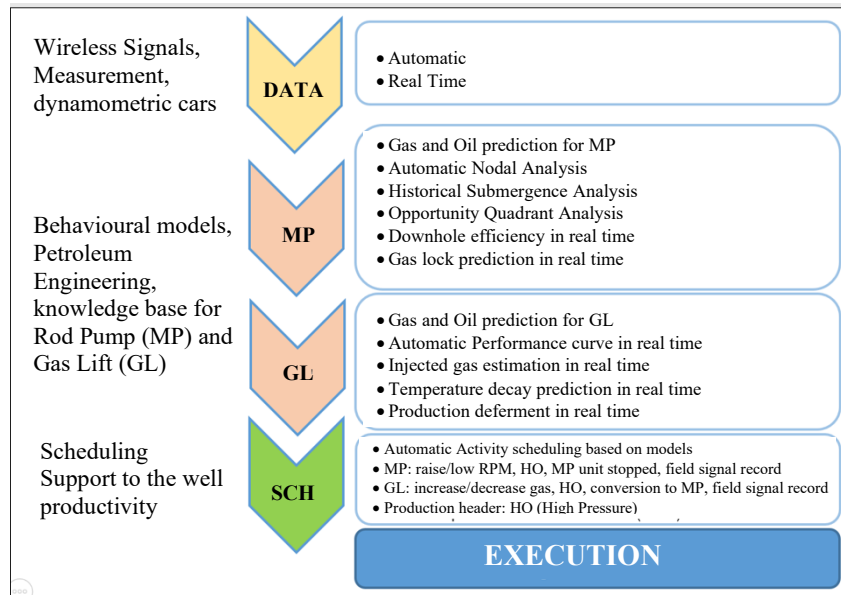 Wireless Signals,
Measurement,
dynamometric cars
DATA
• Automatic
• Real Time
Behavioural models,
Petroleum
Engineering,
knowledge base for
Rod Pump (MP) and
Gas Lift (GL)
MP
• Gas and Oil prediction for MP
• Automatic Nodal Analysis
• Historical Submergence Analysis
• Opportunity Quadrant Analysis
• Downhole efficiency in real time
• Gas lock prediction in real time
GL
• Gas and Oil prediction for GL
• Automatic Performance curve in real time
• Injected gas estimation in real time
• Temperature decay prediction in real time
• Production deferment in real time
Scheduling
Support to the well
productivity
SCH
• Automatic Activity scheduling based on models
• MP: raise/low RPM, HO, MP unit stopped, field signal record
• GL: increase/decrease gas, HO, conversion to MP, field signal record
• Production header: HO (High Pressure)
EXECUTION